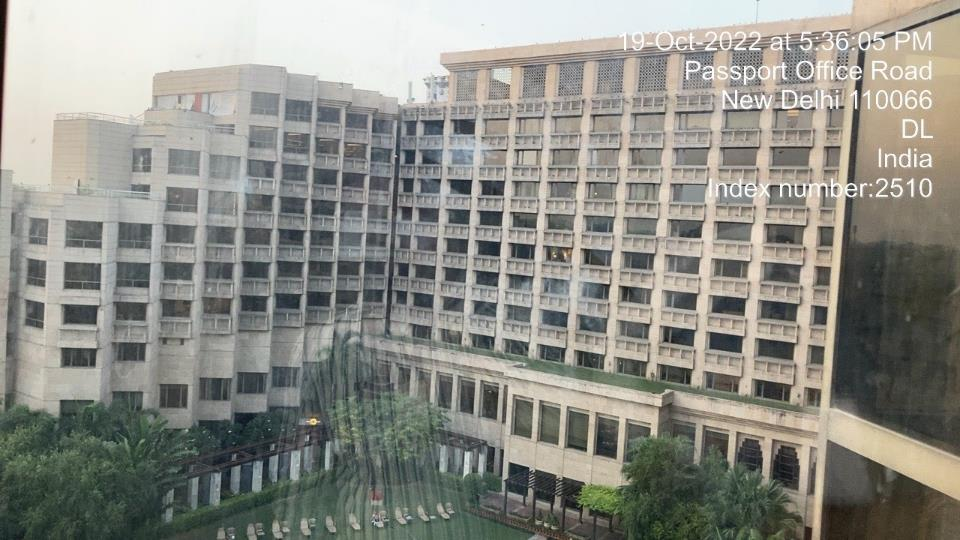 19-Oct-2022 at 5:36:05 PM
Passport Office Road
New Delhi 110066
DL
India
Index number:2510